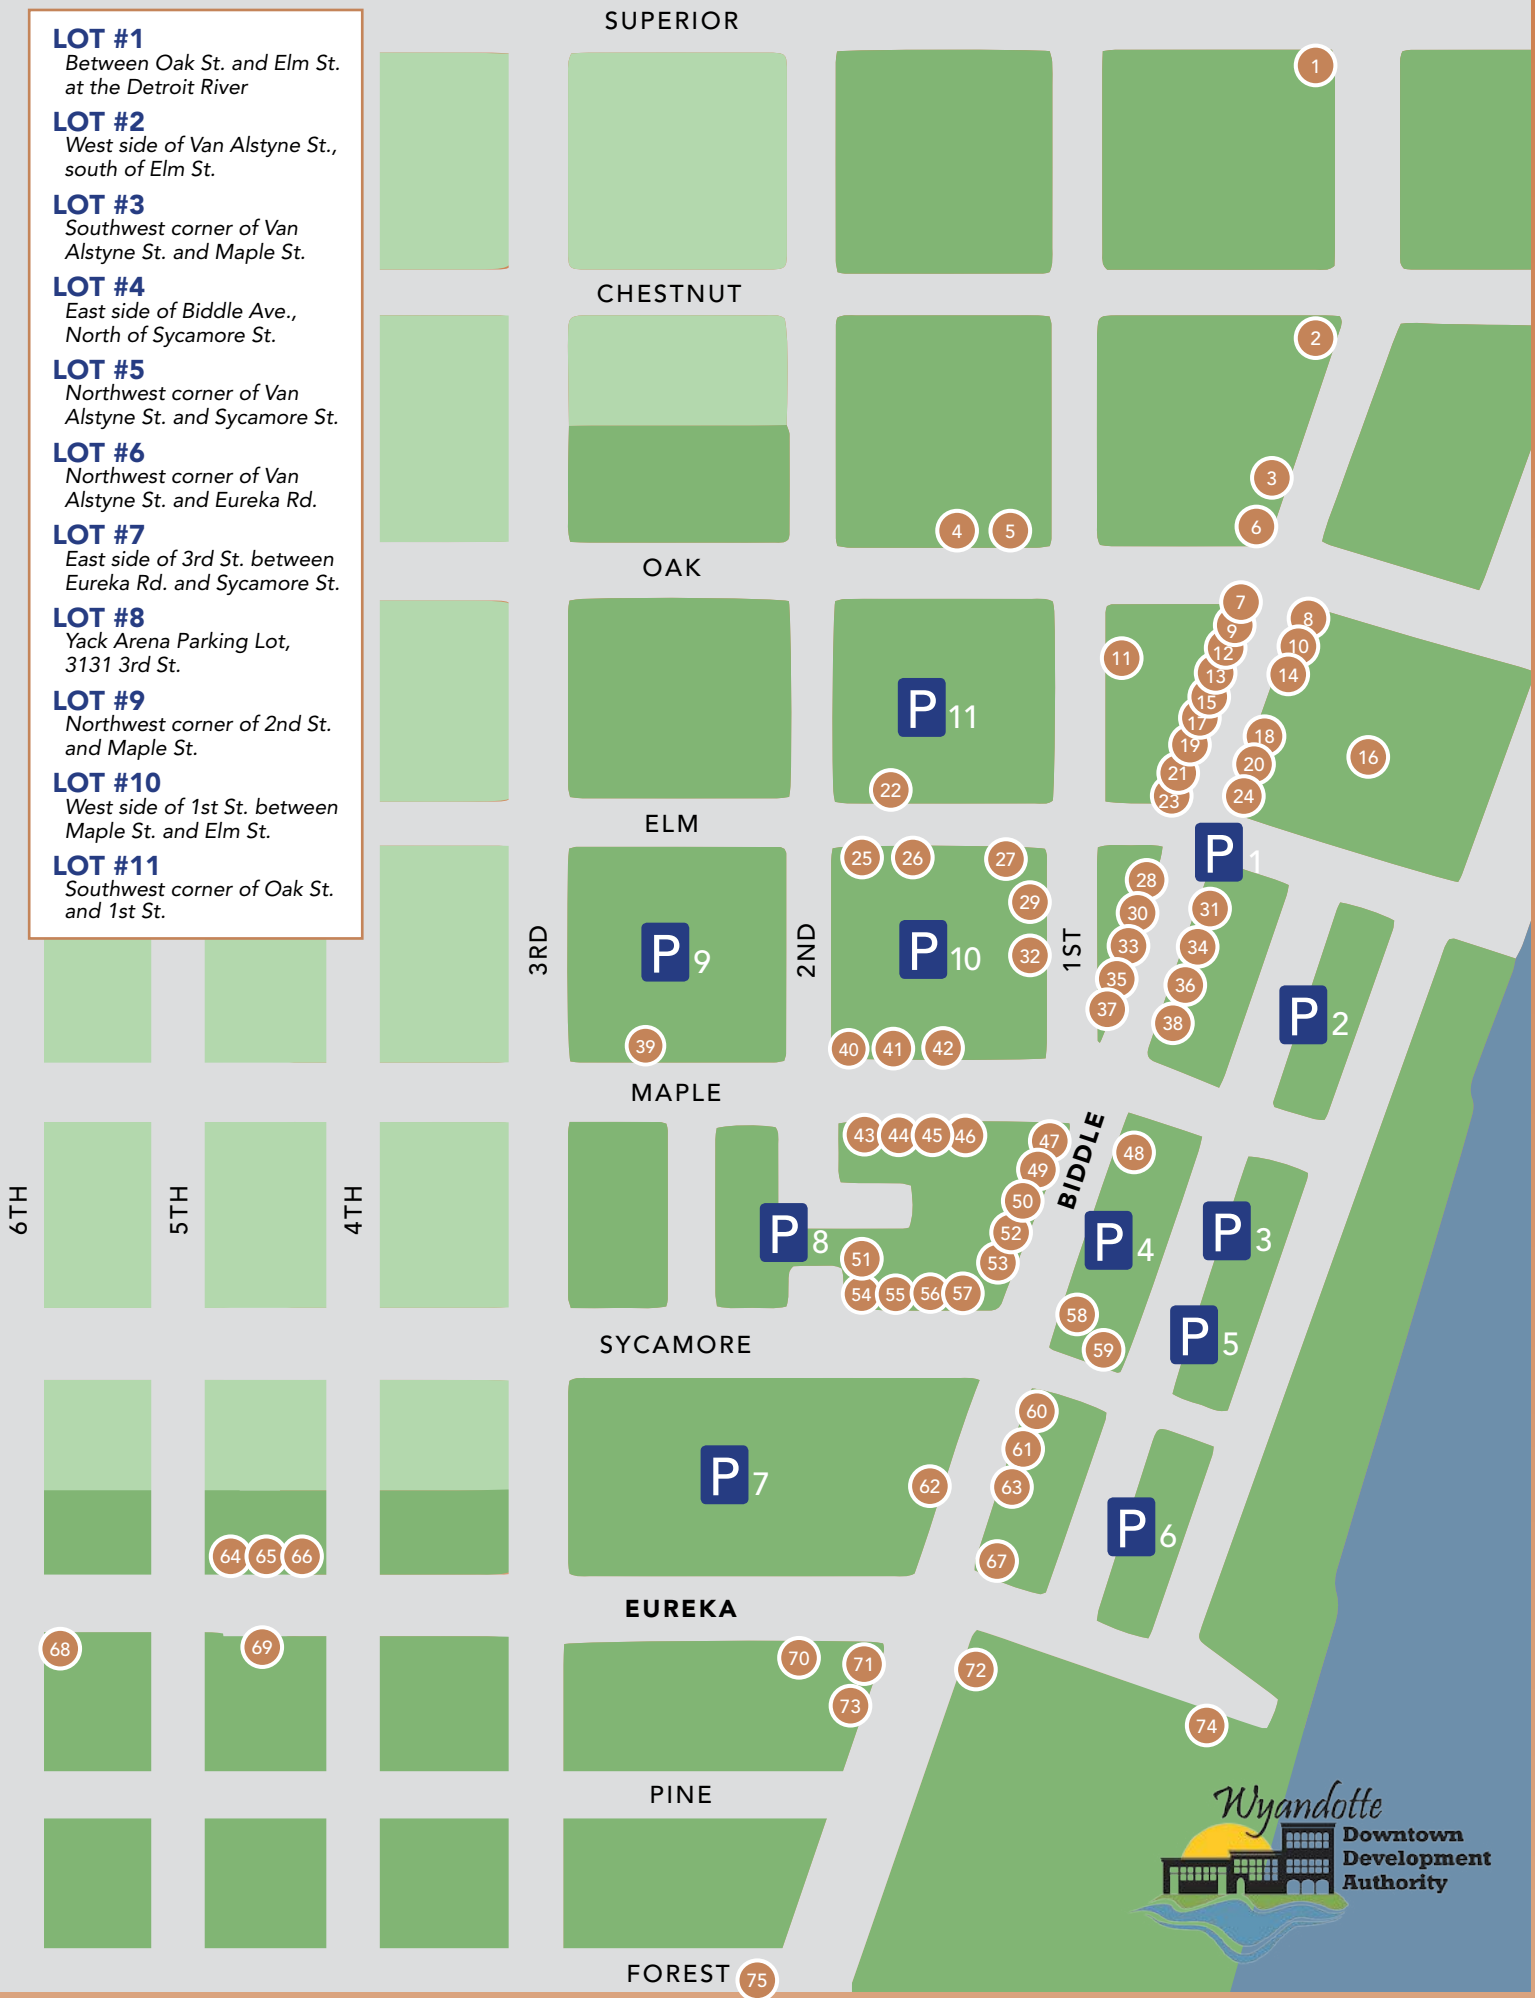 LOT #1
Between Oak St. and Elm St.
at the Detroit River
LOT #2
West side of Van Alstyne St.,
south of Elm St.
LOT #3
Southwest corner of Van
Alstyne St. and Maple St.
LOT #4
East side of Biddle Ave.,
North of Sycamore St.
LOT #5
Northwest corner of Van
Alstyne St. and Sycamore St.
LOT #6
Northwest corner of Van
Alstyne St. and Eureka Rd.
LOT #7
East side of 3rd St. between
Eureka Rd. and Sycamore St.
LOT #8
Yack Arena Parking Lot,
3131 3rd St.
LOT #9
Northwest corner of 2nd St.
and Maple St.
LOT #10
West side of 1st St. between
Maple St. and Elm St.
LOT #11
Southwest corner of Oak St.
and 1st St.
SUPERIOR
1
CHESTNUT
2
3
4 5 6
OAK
7
8
9
10
11
12
13
14
15
P 11
17
18
16
19
20
21
22
23
24
ELM
P 1
25 26 27
28
29
30
31
32
33
34
35
36
37
38
3RD
P 9
2ND
P 10
1ST
P 2
39
40 41 42
MAPLE
43 44 45 46
47
48
49
50
BIDDLE
6TH
5TH
4TH
P 8
P 4
P 3
51
52
53
54 55 56 57
58
59
P 5
SYCAMORE
60
61
62
63
P 7
P 6
64 65 66
67
EUREKA
68
69
70
71
72
73
74
PINE
Wyandotte
Downtown
Development
Authority
FOREST
75